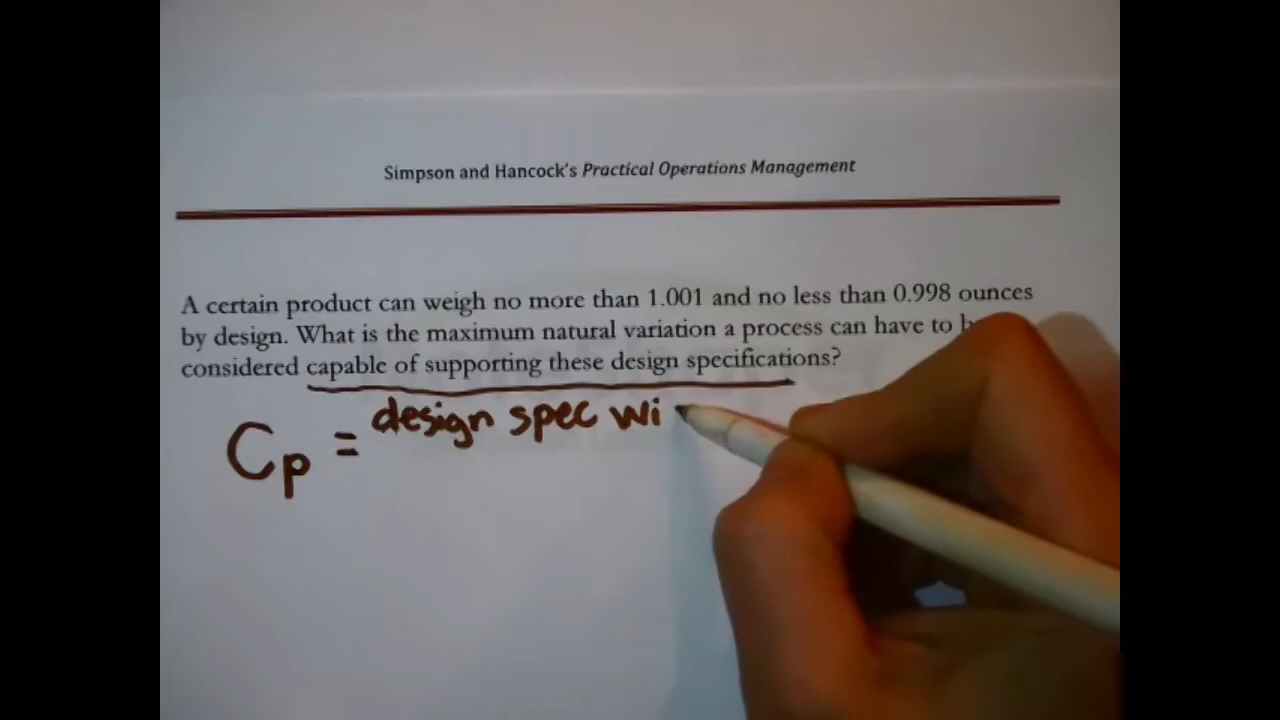 Simpson and Hancock's Practical Operations Management
A certain product can weigh no more than 1.001 and no less than 0.998 ounces
by design. What is the maximum natural variation a process can have to
considered capable of supporting these design specifications?
design spec wi
Cp =